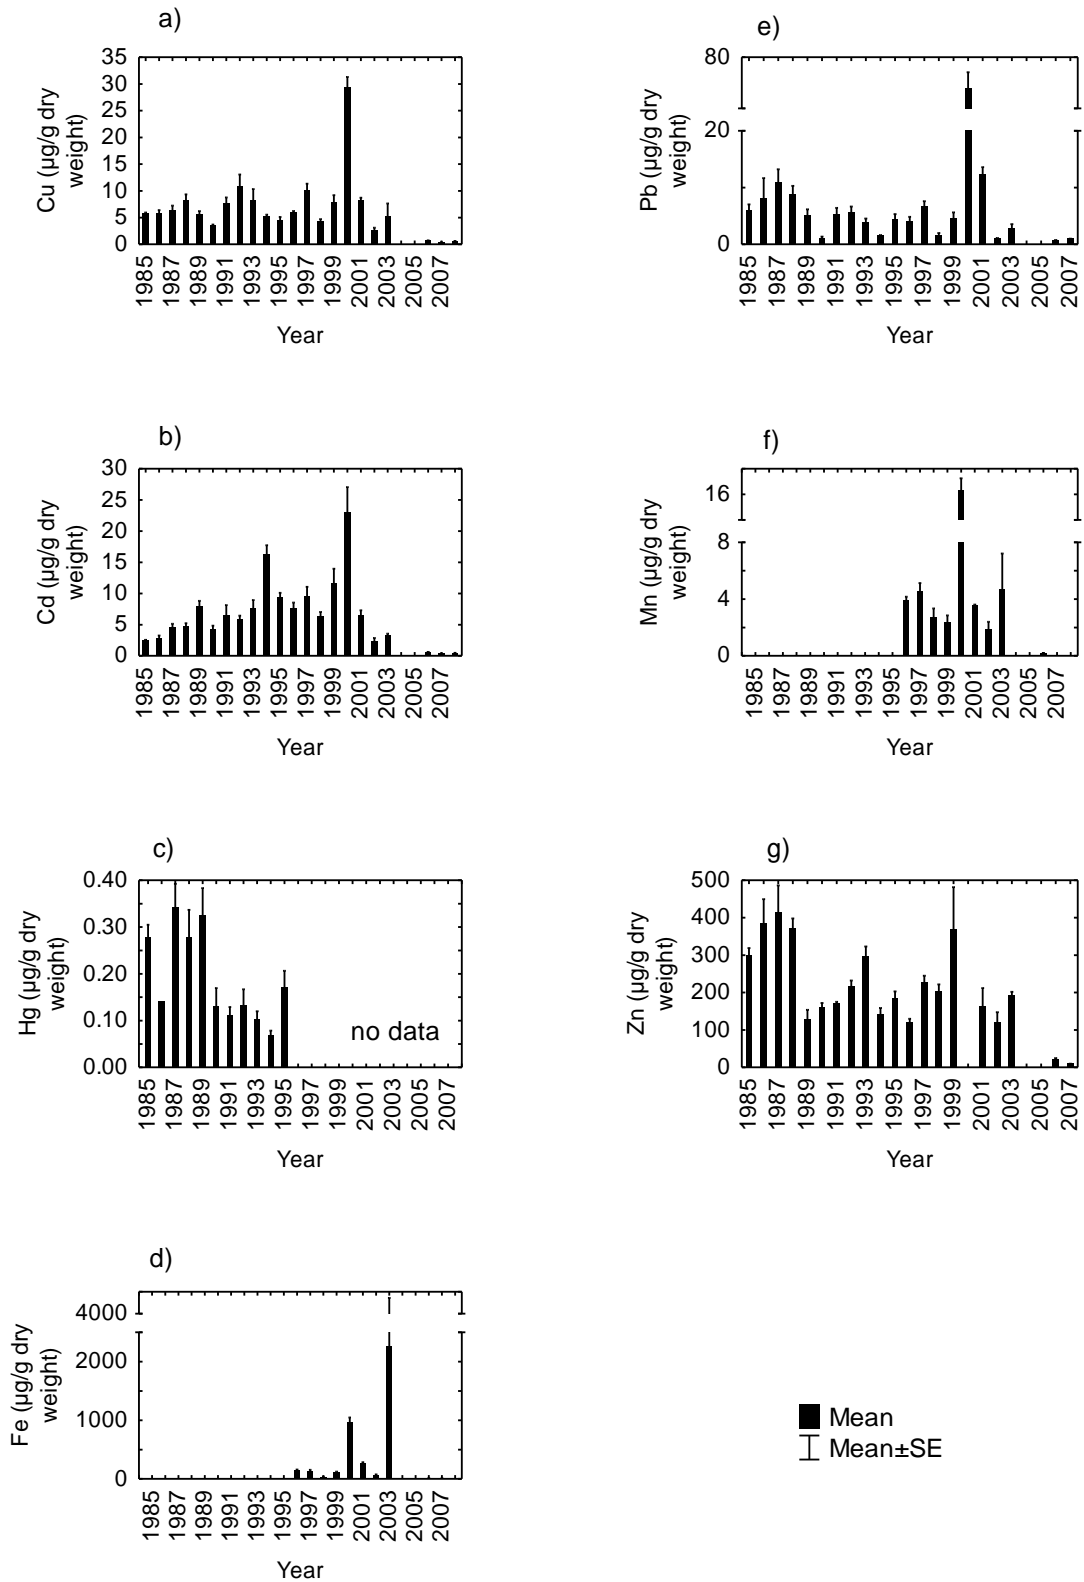 a)
35
30
25
20
15
10
5
0
Cu (µg/g dry
weight)
1985 1987 1989 1991 1993 1995 1997 1999 2001 2003 2005 2007
Year
e)
80
20
0
Pb (µg/g dry
weight)
1985 1987 1989 1991 1993 1995 1997 1999 2001 2003 2005 2007
Year
b)
30
25
20
15
10
5
0
Cd (µg/g dry
weight)
1985 1987 1989 1991 1993 1995 1997 1999 2001 2003 2005 2007
Year
f)
16
8
4
0
Mn (µg/g dry
weight)
1985 1987 1989 1991 1993 1995 1997 1999 2001 2003 2005 2007
Year
c)
0.40
0.30
0.20
0.10
0.00
Hg (µg/g dry
weight)
no data
1985 1987 1989 1991 1993 1995 1997 1999 2001 2003 2005 2007
Year
g)
500
400
300
200
100
0
Zn (µg/g dry
weight)
1985 1987 1989 1991 1993 1995 1997 1999 2001 2003 2005 2007
Year
d)
4000
2000
1000
0
Fe (µg/g dry
weight)
1985 1987 1989 1991 1993 1995 1997 1999 2001 2003 2005 2007
Year
Mean
Mean±SE